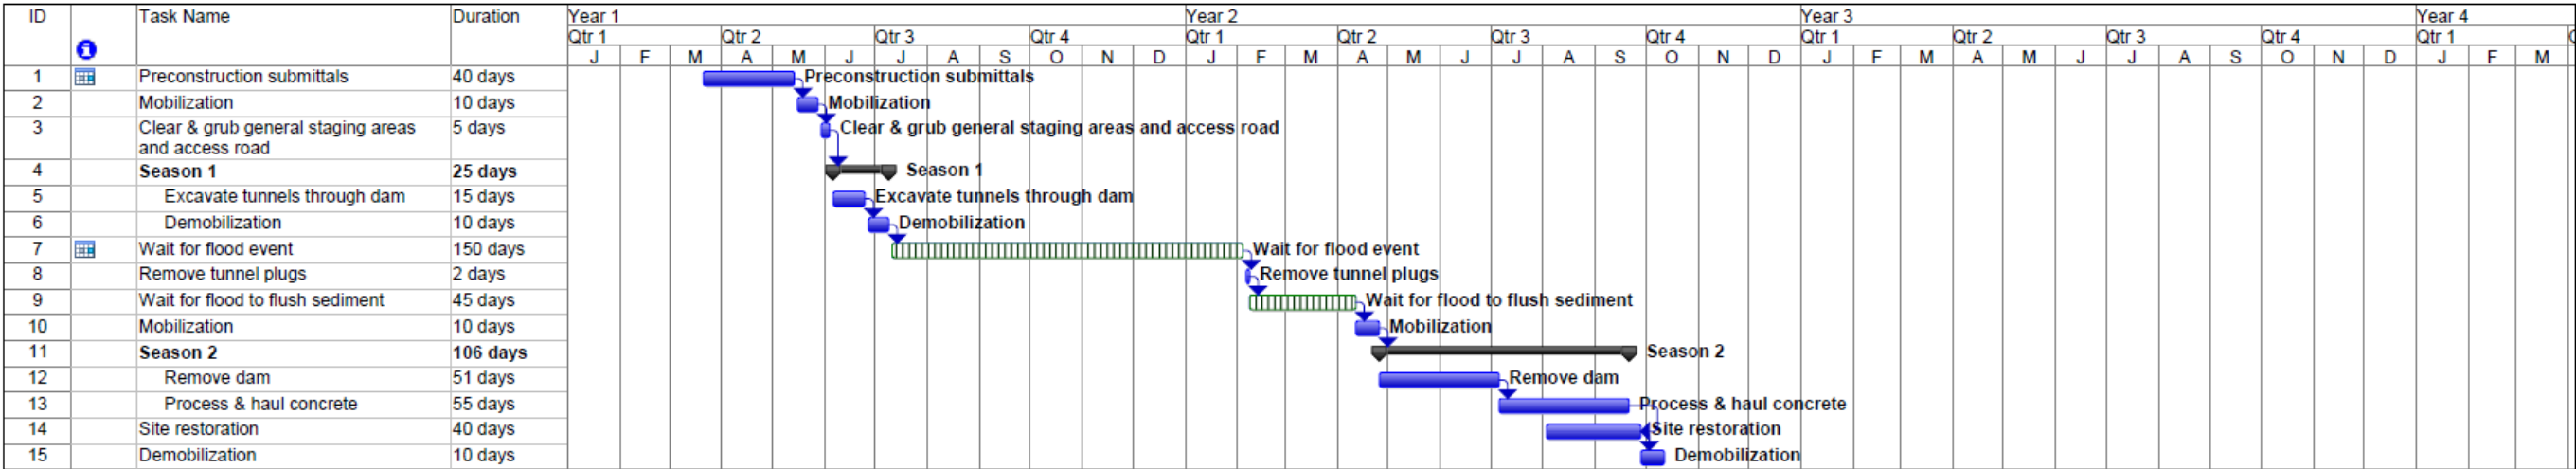 ID Task Name Duration Year 1 Year 2 Year 3 Year 4
Qtr 1 Qtr 2 Qtr 3 Qtr 4 Qtr 1 Qtr 2 Qtr 3 Qtr 4 Qtr 1 Qtr 2 Qtr 3 Qtr 4 Qtr 1
J F M A M J J A S O N D J F M A M J J A S O N D J F M A M J J A S O N D J F M
1 Preconstruction submittals 40 days Preconstruction submittals
2 Mobilization 10 days Mobilization
3 Clear & grub general staging areas 5 days Clear & grub general staging areas and access road
and access road
4 Season 1 25 days Season 1
5 Excavate tunnels through dam 15 days Excavate tunnels through dam
6 Demobilization 10 days Demobilization
7 Wait for flood event 150 days Wait for flood event
8 Remove tunnel plugs 2 days Remove tunnel plugs
9 Wait for flood to flush sediment 45 days Wait for flood to flush sediment
10 Mobilization 10 days Mobilization
11 Season 2 106 days Season 2
12 Remove dam 51 days Remove dam
13 Process & haul concrete 55 days Process & haul concrete
14 Site restoration 40 days Site restoration
15 Demobilization 10 days Demobilization